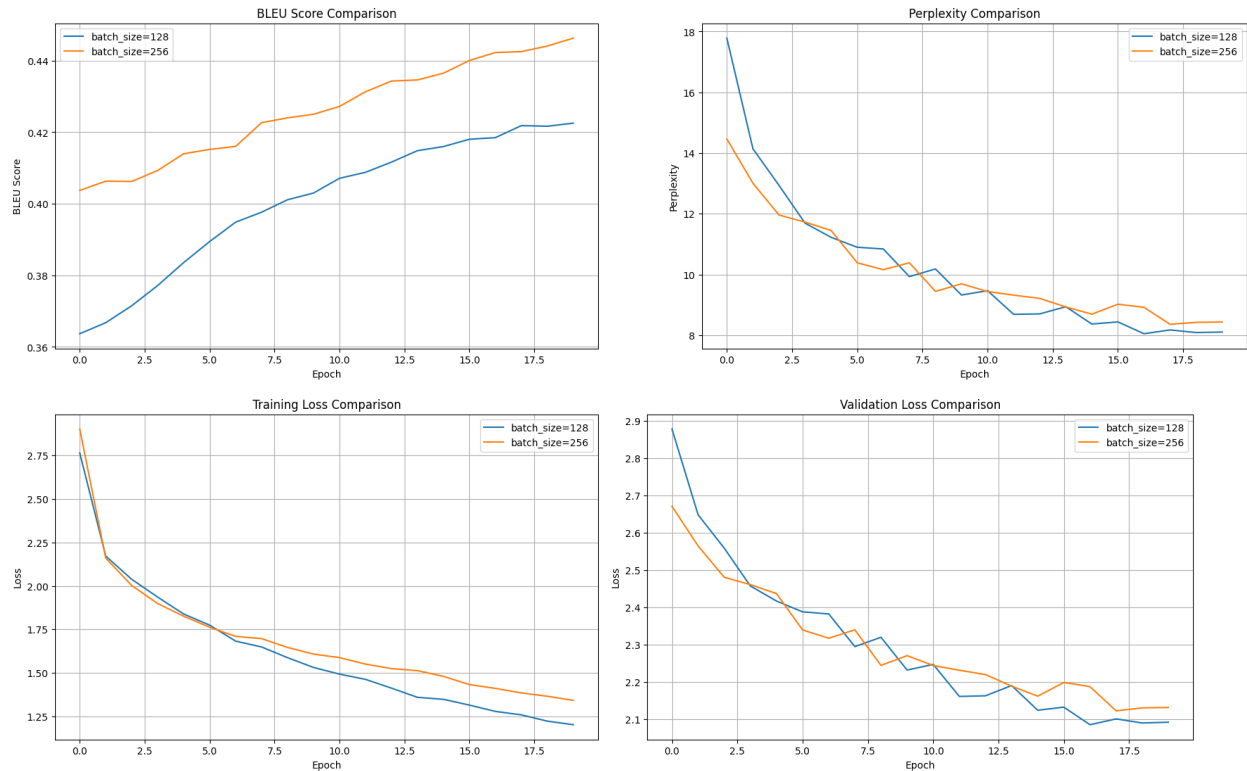 BLEU Score Comparison
batch_size=128
batch_size=256
BLEU Score
0.44
0.42
0.40
0.38
0.36
0.0 2.5 5.0 7.5 10.0 12.5 15.0 17.5
Epoch
Perplexity Comparison
batch_size=128
batch_size=256
Perplexity
18
16
14
12
10
8
0.0 2.5 5.0 7.5 10.0 12.5 15.0 17.5
Epoch
Training Loss Comparison
batch_size=128
batch_size=256
Loss
2.75
2.50
2.25
2.00
1.75
1.50
1.25
0.0 2.5 5.0 7.5 10.0 12.5 15.0 17.5
Epoch
Validation Loss Comparison
batch_size=128
batch_size=256
Loss
2.9
2.8
2.7
2.6
2.5
2.4
2.3
2.2
2.1
0.0 2.5 5.0 7.5 10.0 12.5 15.0 17.5
Epoch